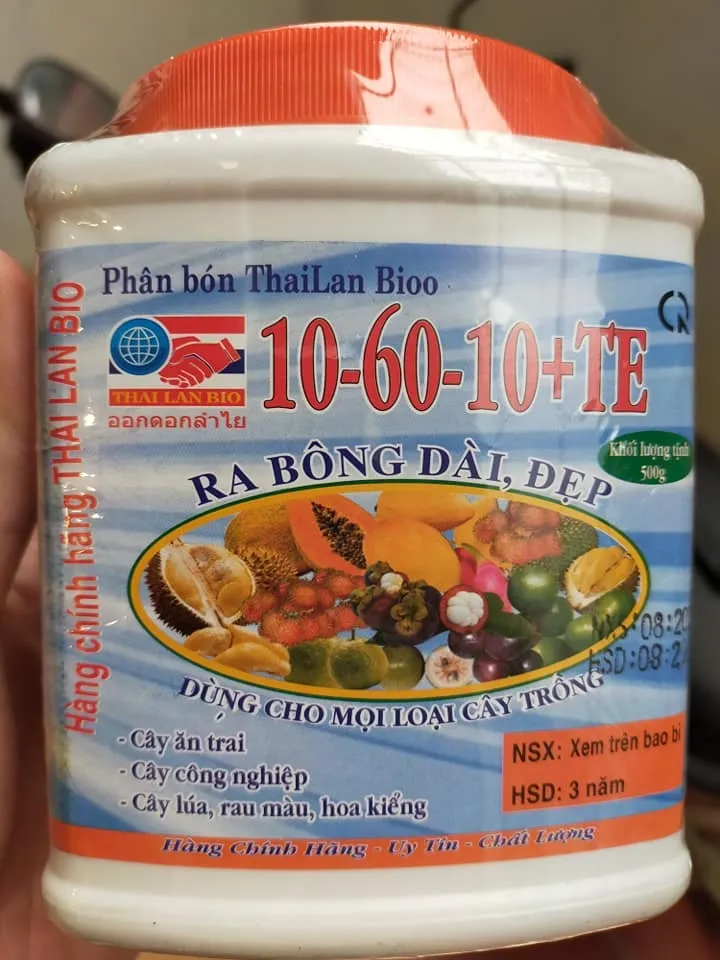 Phân bón ThaiLan Bioo
10-60-10+TE
THAI LAN BIO
ออกดอกลำไย
Hàng chính hãng THAI LAN BIO
Khối lượng tịnh
500g
RA BÔNG DÀI, ĐẸP
DÙNG CHO MỌI LOẠI CÂY TRỒNG
- Cây ăn trai
- Cây công nghiệp
- Cây lúa, rau màu, hoa kiểng
HSD:08.2
NSX: Xem trên bao bì
HSD: 3 năm
Hàng Chính Hãng - Uy Tín - Chất Lượng